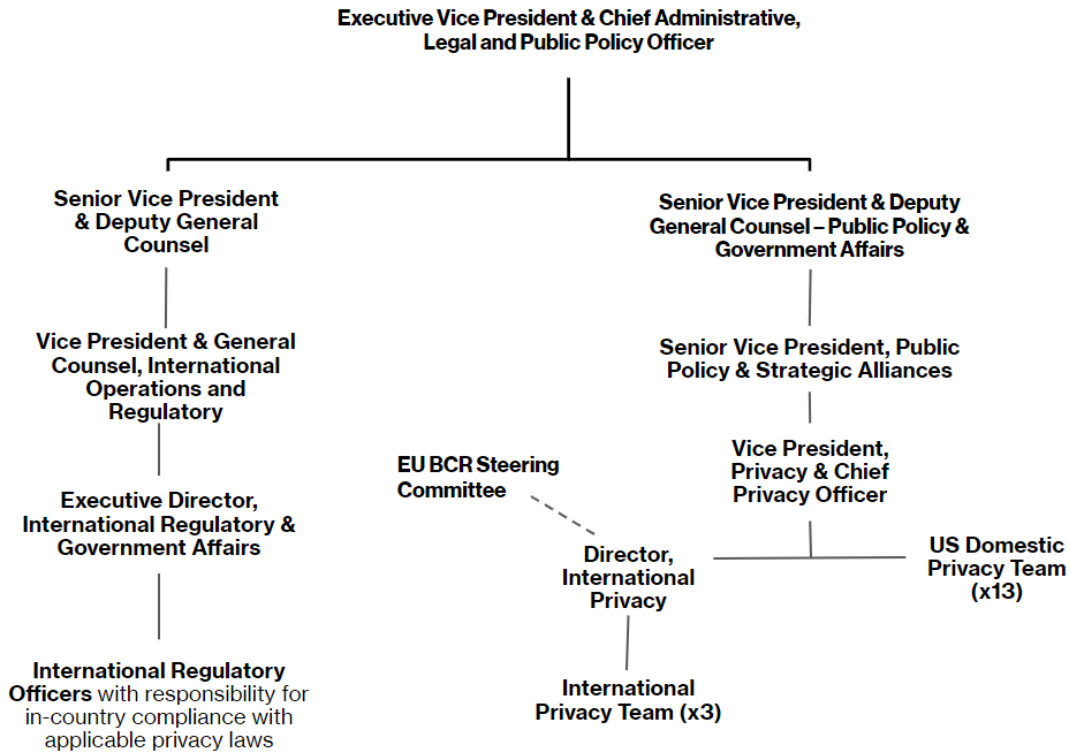 Executive Vice President & Chief Administrative,
Legal and Public Policy Officer
Senior Vice President
& Deputy General
Counsel
Senior Vice President & Deputy
General Counsel – Public Policy &
Government Affairs
Vice President & General
Counsel, International
Operations and
Regulatory
Senior Vice President, Public
Policy & Strategic Alliances
Vice President,
Privacy & Chief
Privacy Officer
EU BCR Steering
Committee
Executive Director,
International Regulatory &
Government Affairs
Director,
International
Privacy
US Domestic
Privacy Team
(x13)
International Regulatory
Officers with responsibility for
in-country compliance with
applicable privacy laws
International
Privacy Team (x3)